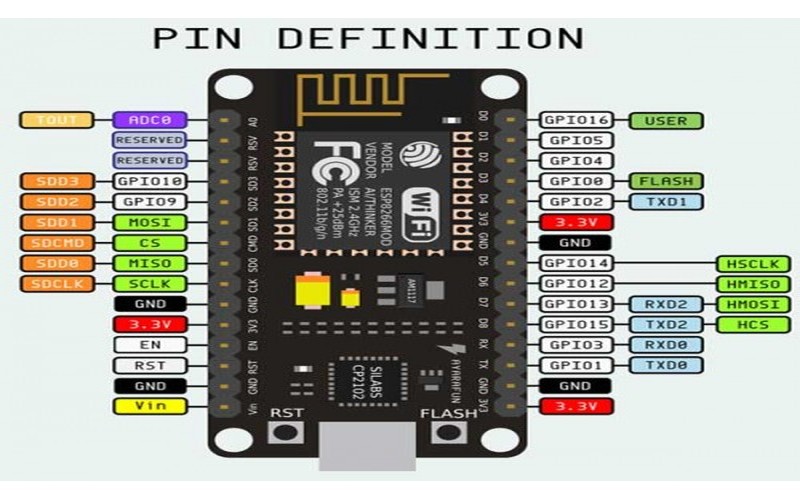 PIN DEFINITION
TOUT ADC0 A0 D0 GPIO16 USER
RESERVED RSV D1 GPIO5
RESERVED RSV D2 GPIO4
SDD3 GPIO10 SD3 D3 GPIO0 FLASH
SDD2 GPIO9 SD2 D4 GPIO2 TXD1
SDD1 MOSI SD1 3V3 3.3V
SDCMD CS CMD GND GND
SDD0 MISO SD0 D5 GPIO14 HSCLK
SDCLK SCLK CLK D6 GPIO12 HMISO
GND GND D7 GPIO13 RXD2 HMOSI
3.3V 3V3 D8 GPIO15 TXD2 HCS
EN EN RX GPIO3 RXD0
RST RST TX GPIO1 TXD0
GND GND GND GND
Vin Vin 3V3 3.3V
MODEL ESP8266MOD
VENDOR AITHINKER
ISM 2.4GHz
PA +25dBm
802.11b/g/n
FC
WiFi
AM1117
SILABS
CP2102
AYARAFUN
RST
FLASH